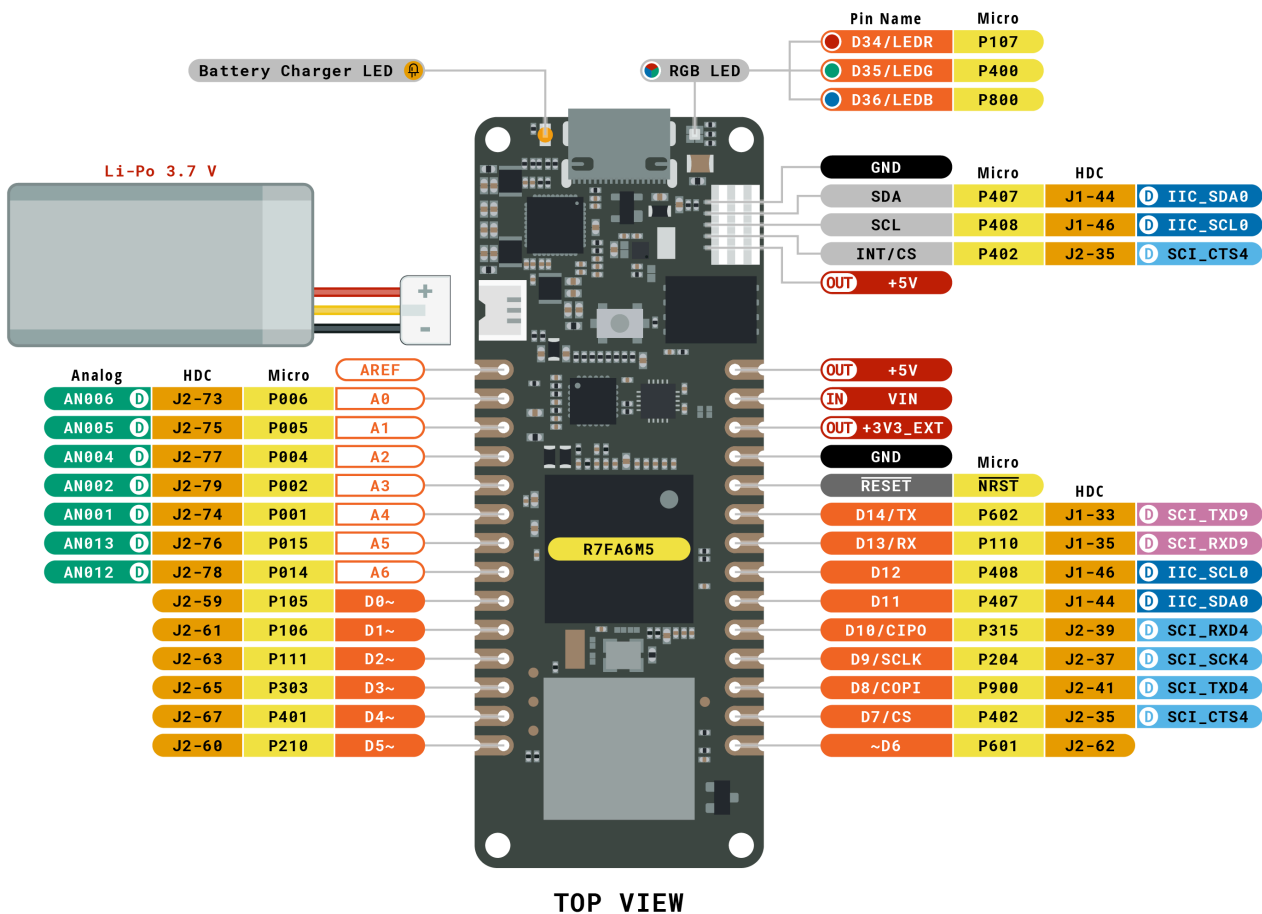 Pin Name Micro
D34/LEDR P107
Battery Charger LED RGB LED D35/LEDG P400
D36/LEDB P800
Li-Po 3.7 V
+
-
GND Micro HDC
SDA P407 J1-44 D IIC_SDA0
SCL P408 J1-46 D IIC_SCL0
INT/CS P402 J2-35 D SCI_CTS4
OUT +5V
Analog HDC Micro AREF
AN006 D J2-73 P006 A0
AN005 D J2-75 P005 A1
AN004 D J2-77 P004 A2
AN002 D J2-79 P002 A3
AN001 D J2-74 P001 A4
AN013 D J2-76 P015 A5
AN012 D J2-78 P014 A6
J2-59 P105 D0~
J2-61 P106 D1~
J2-63 P111 D2~
J2-65 P303 D3~
J2-67 P401 D4~
J2-60 P210 D5~
R7FA6M5
OUT +5V
IN VIN
OUT +3V3_EXT
GND Micro
RESET NRST HDC
D14/TX P602 J1-33 D SCI_TXD9
D13/RX P110 J1-35 D SCI_RXD9
D12 P408 J1-46 D IIC_SCL0
D11 P407 J1-44 D IIC_SDA0
D10/CIPO P315 J2-39 D SCI_RXD4
D9/SCLK P204 J2-37 D SCI_SCK4
D8/COPI P900 J2-41 D SCI_TXD4
D7/CS P402 J2-35 D SCI_CTS4
~D6 P601 J2-62
TOP VIEW